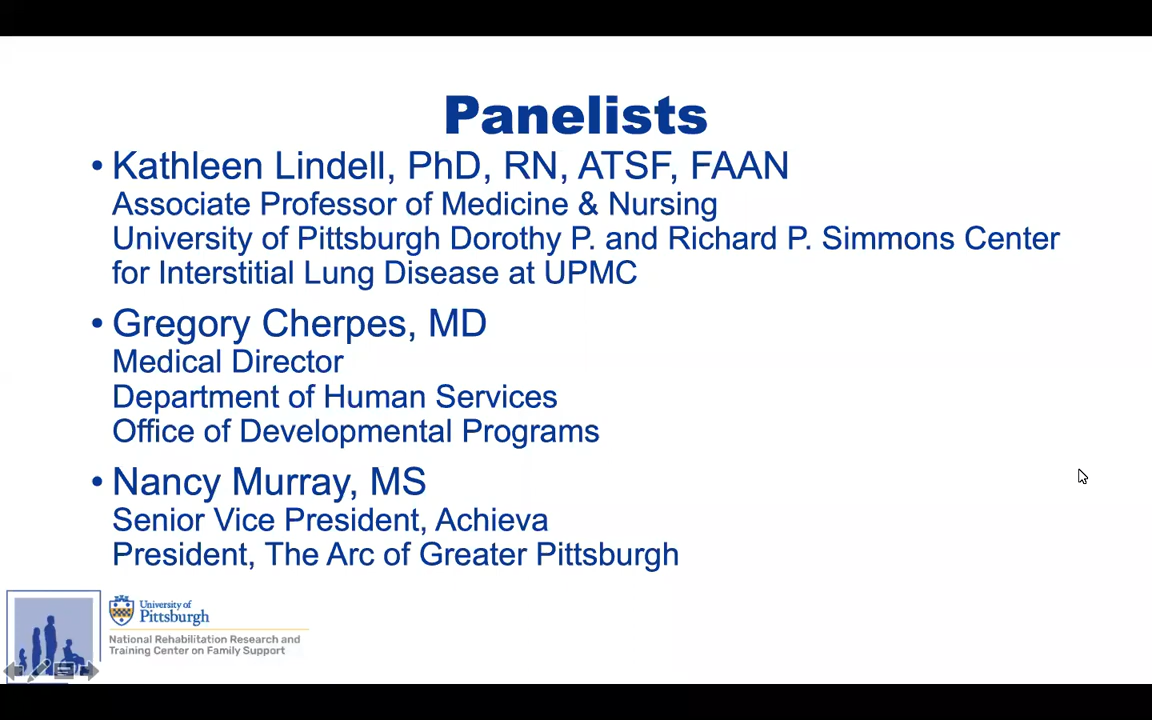 Panelists
• Kathleen Lindell, PhD, RN, ATSF, FAAN
Associate Professor of Medicine & Nursing
University of Pittsburgh Dorothy P. and Richard P. Simmons Center
for Interstitial Lung Disease at UPMC
• Gregory Cherpes, MD
Medical Director
Department of Human Services
Office of Developmental Programs
• Nancy Murray, MS
Senior Vice President, Achieva
President, The Arc of Greater Pittsburgh
University of
Pittsburgh
National Rehabilitation Research and
Training Center on Family Support